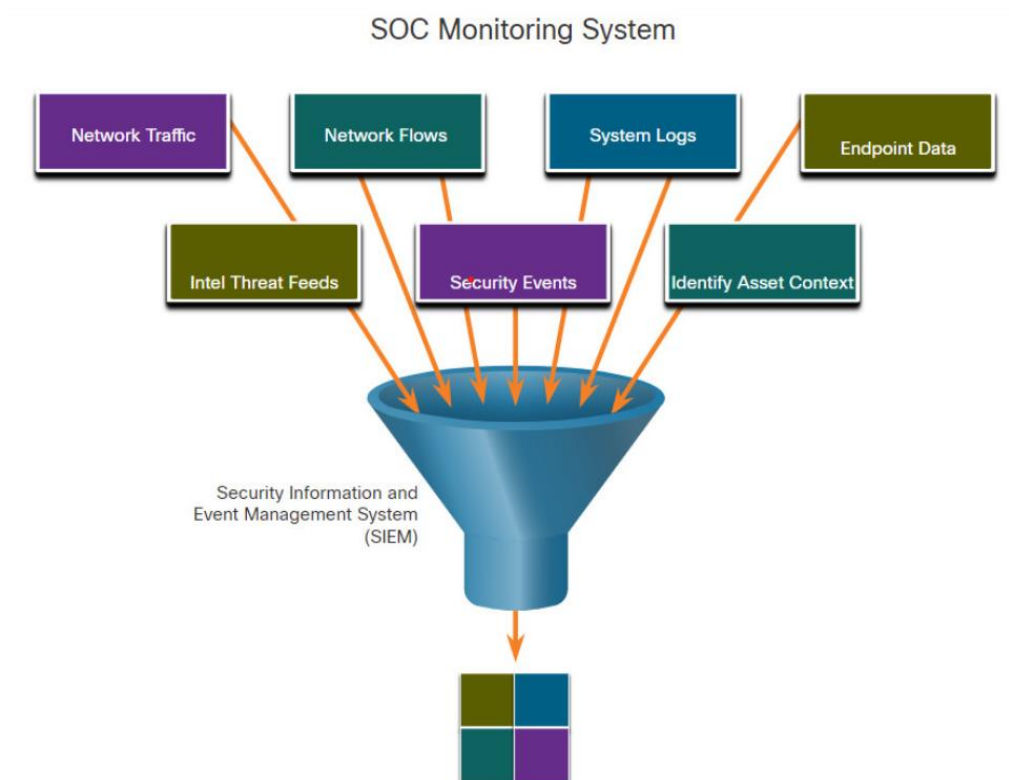 SOC Monitoring System
Network Traffic
Network Flows
System Logs
Endpoint Data
Intel Threat Feeds
Security Events
Identify Asset Context
Security Information and
Event Management System
(SIEM)